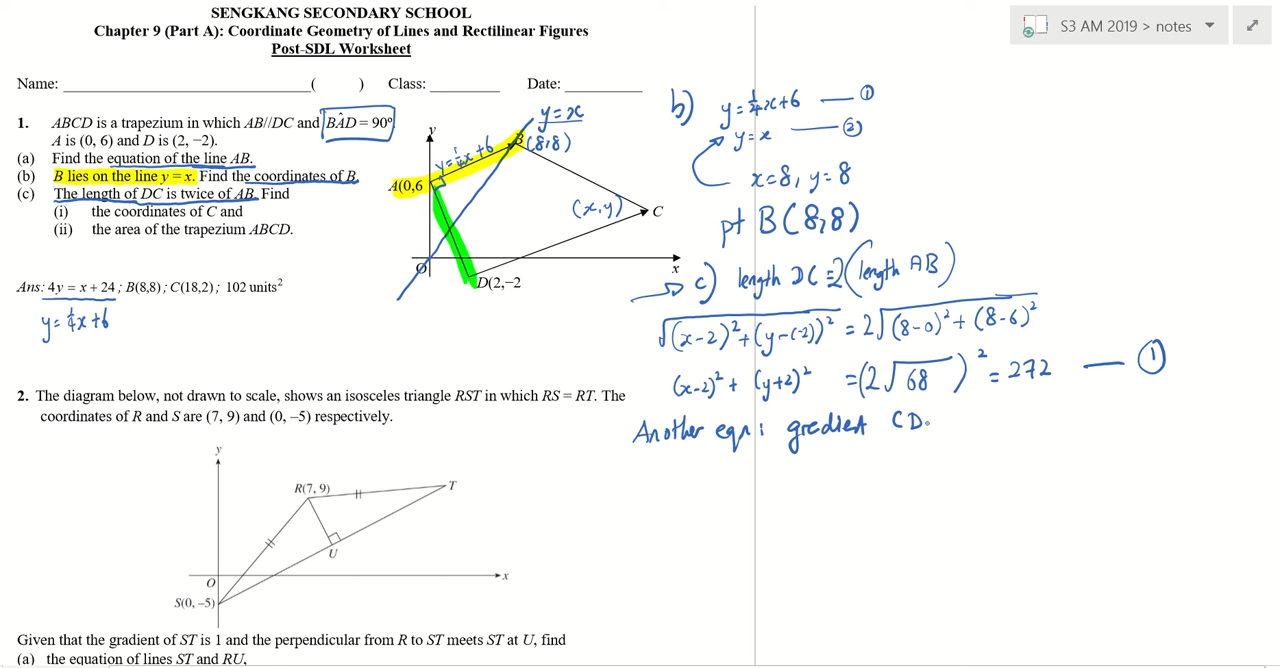 SENGKANG SECONDARY SCHOOL
Chapter 9 (Part A): Coordinate Geometry of Lines and Rectilinear Figures
Post-SDL Worksheet
S3 AM 2019 > notes
Name: ( ) Class: Date:
1. ABCD is a trapezium in which AB//DC and BÂD = 90°.
A is (0, 6) and D is (2, −2).
(a) Find the equation of the line AB.
(b) B lies on the line y = x. Find the coordinates of B.
(c) The length of DC is twice of AB. Find
(i) the coordinates of C and
(ii) the area of the trapezium ABCD.
Ans: 4y = x + 24 ; B(8,8) ; C(18,2) ; 102 units²
y = ¼x + 6
y
y = x
B
(8,8)
y = ¼x + 6
A(0,6
(x,y) C
O
x
D(2,−2
b) y = ¼x + 6 — ①
y = x — ②
x = 8, y = 8
pt B(8,8)
c) length DC = 2(length AB)
√(x−2)² + (y−(−2))² = 2√(8−0)² + (8−6)²
(x−2)² + (y+2)² = (2√68)² = 272 — ①
Another eqn: gredient CD.
2. The diagram below, not drawn to scale, shows an isosceles triangle RST in which RS = RT. The
coordinates of R and S are (7, 9) and (0, −5) respectively.
y
R(7, 9)
T
U
O
x
S(0, −5)
Given that the gradient of ST is 1 and the perpendicular from R to ST meets ST at U, find
(a) the equation of lines ST and RU,